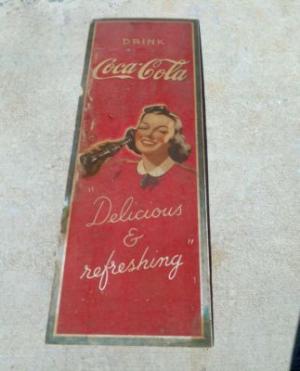 DRINK
Coca-Cola
"Delicious
&
refreshing"